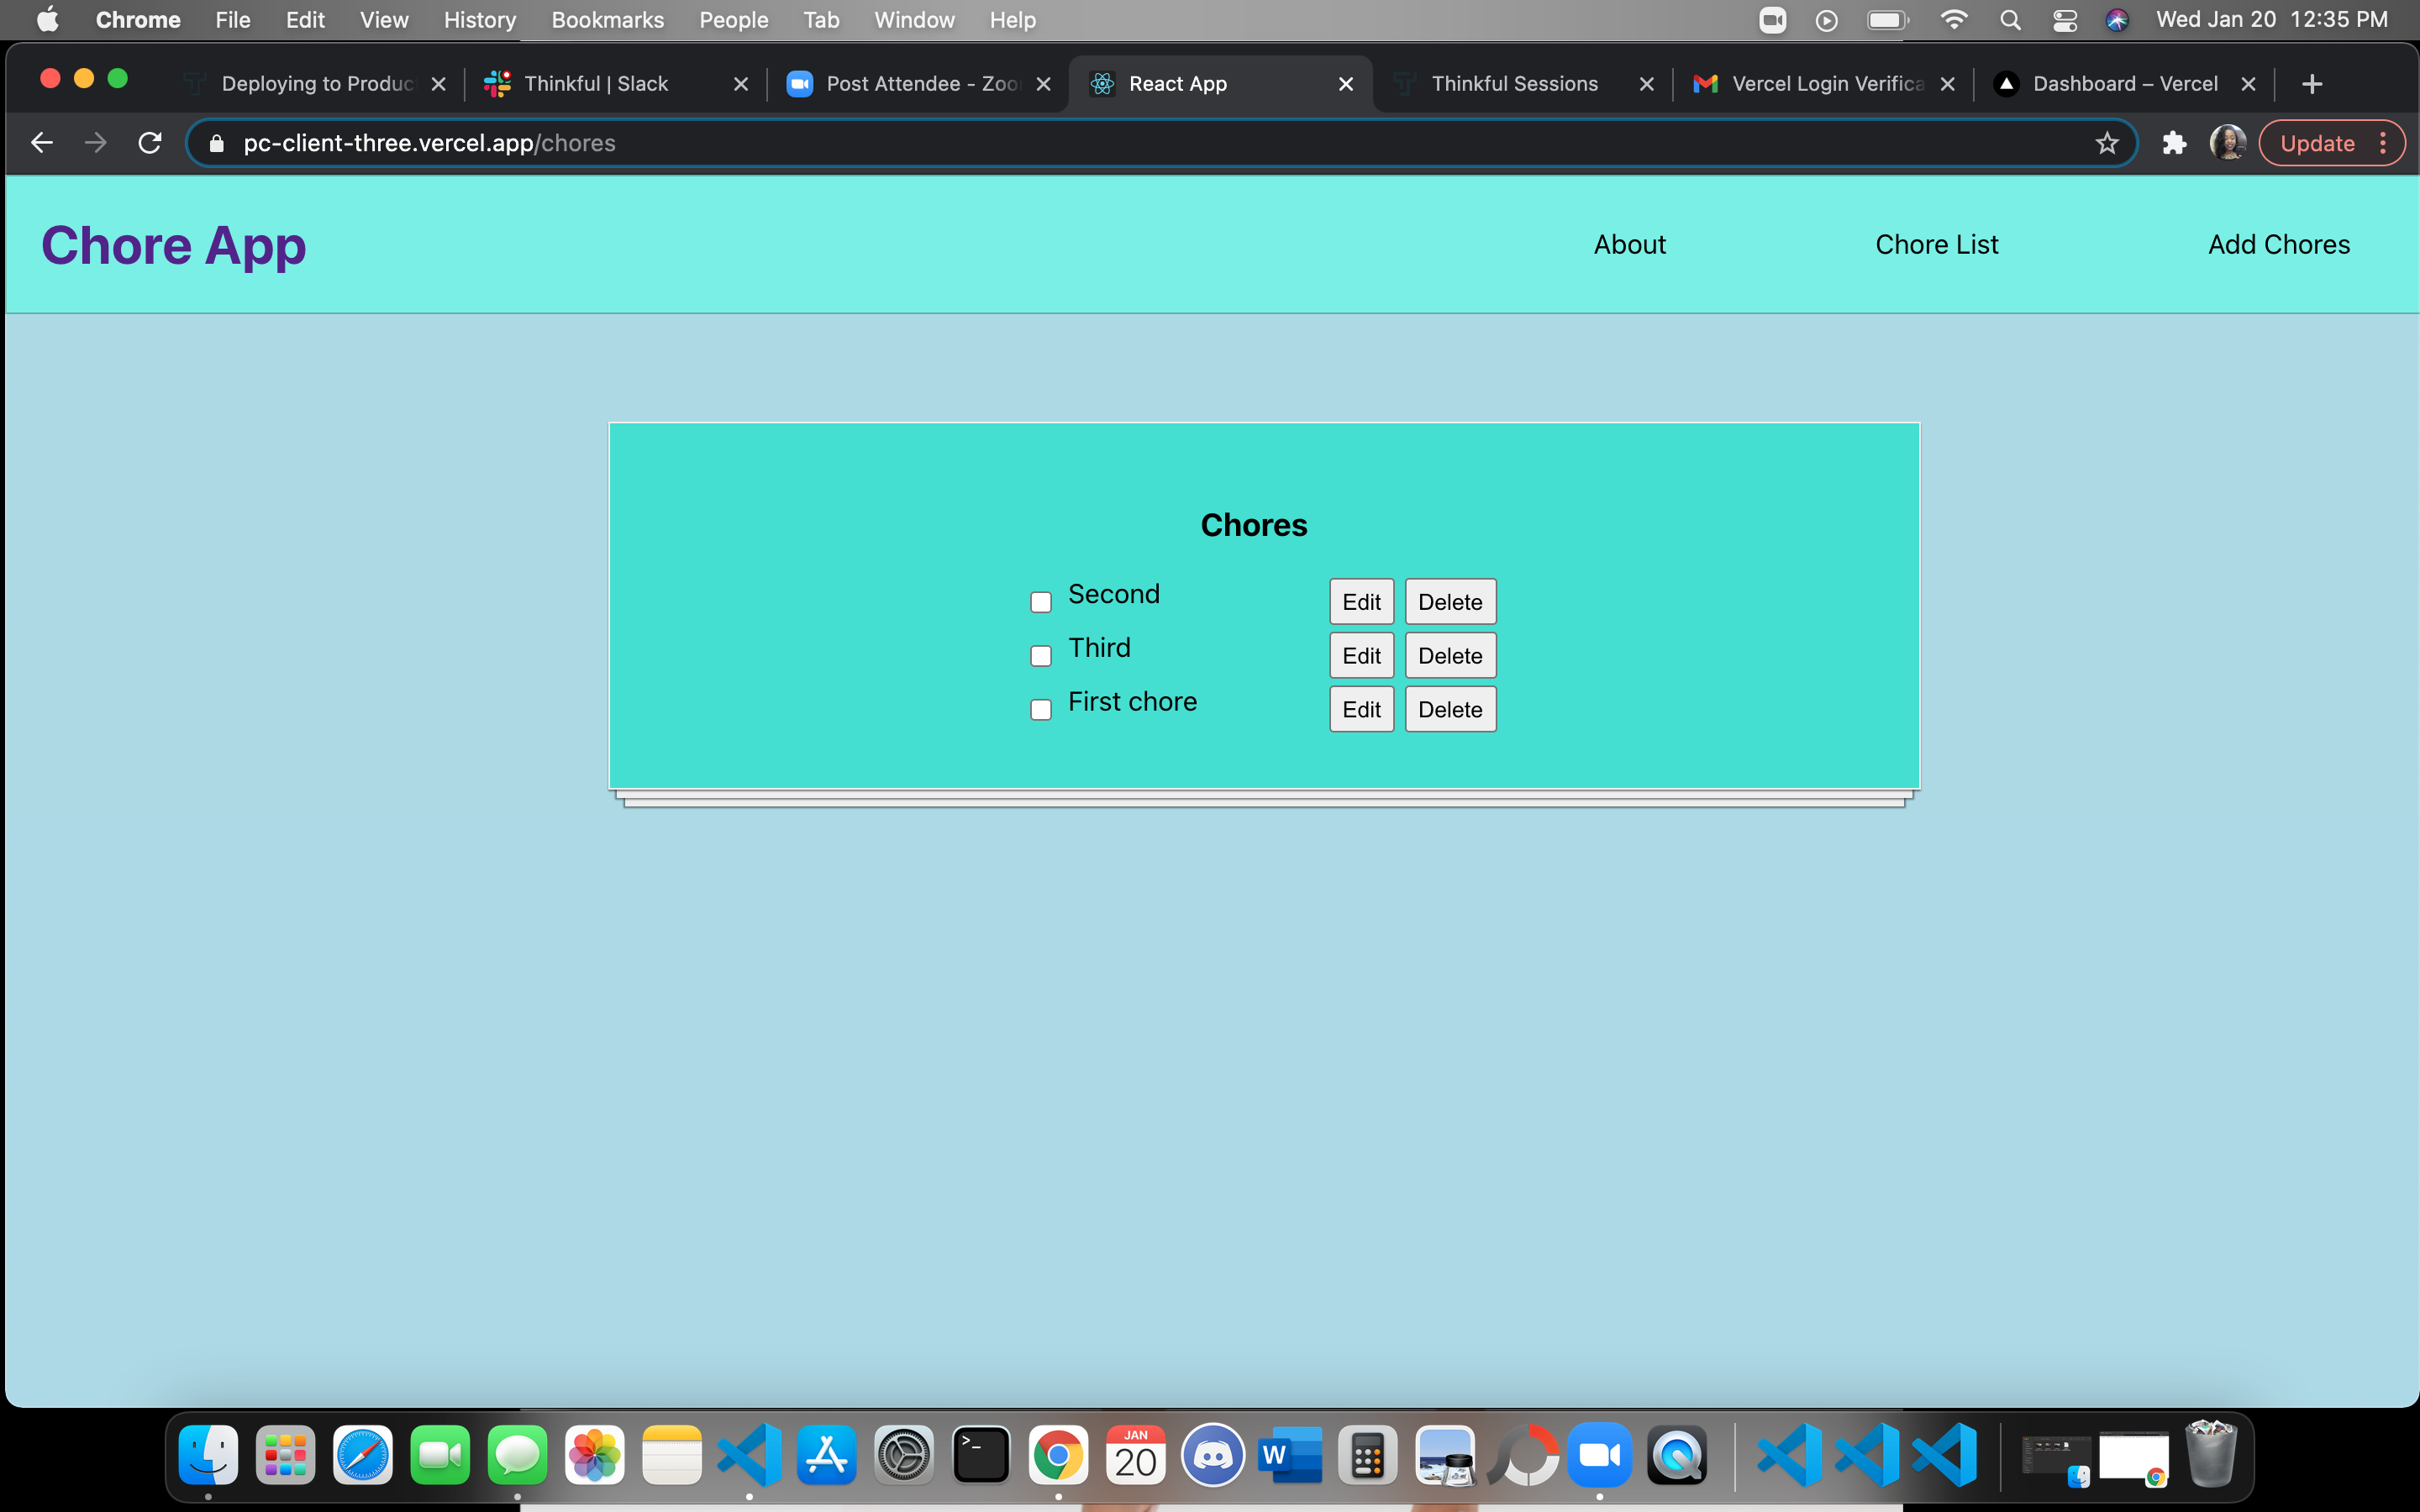 Chrome File Edit View History Bookmarks People Tab Window Help Wed Jan 20 12:35 PM
Deploying to Produc Thinkful | Slack Post Attendee - Zoo React App Thinkful Sessions Vercel Login Verifica Dashboard – Vercel
pc-client-three.vercel.app/chores Update
Chore App About Chore List Add Chores
Chores
Second Edit Delete
Third Edit Delete
First chore Edit Delete
JAN
20
W
>_